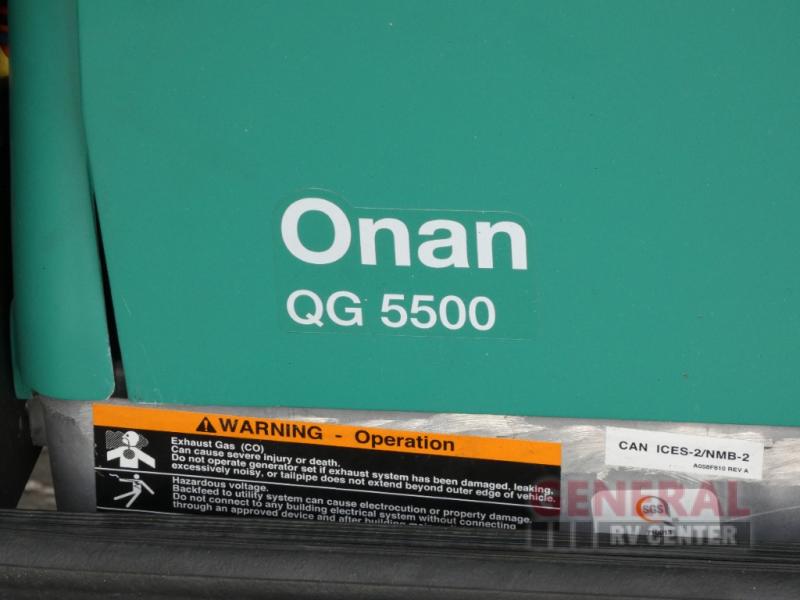 Onan
QG 5500
WARNING - Operation
Exhaust Gas (CO)
Can cause severe injury or death.
Do not operate generator set if exhaust system has been damaged, leaking,
excessively noisy, or tailpipe does not extend beyond outer edge of vehicle.
Hazardous voltage.
Backfeed to utility system can cause electrocution or property damage.
Do not connect to any building electrical system without connecting
through an approved device and after building
CAN ICES-2/NMB-2
A058F810 REV A
SGS
GENERAL
RV CENTER